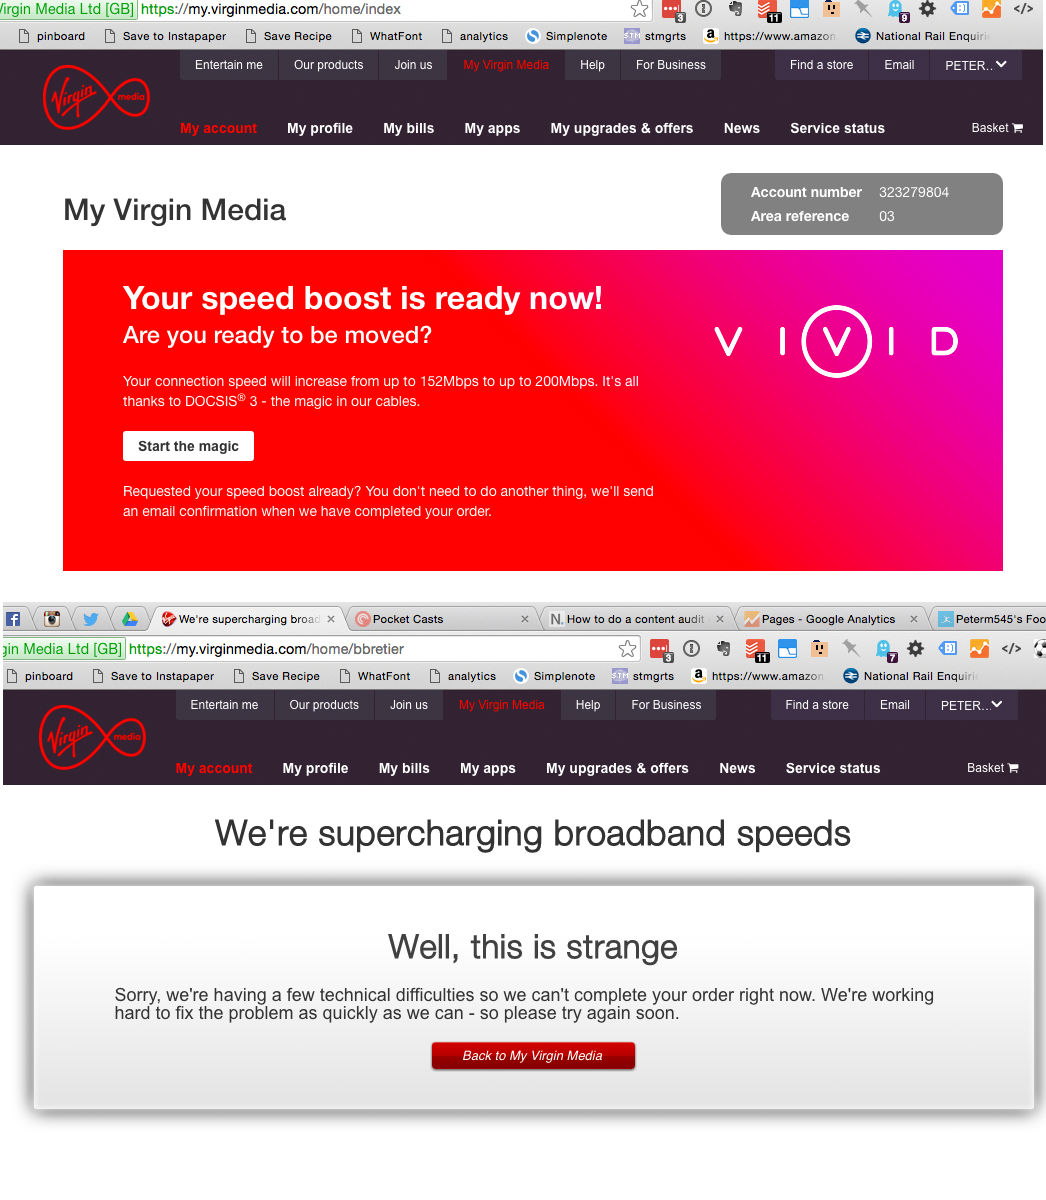 Virgin Media Ltd [GB] https://my.virginmedia.com/home/index
3 11 9 </>
pinboard Save to Instapaper Save Recipe WhatFont analytics Simplenote STM stmgrts a https://www.amazon National Rail Enquiri
Entertain me Our products Join us My Virgin Media Help For Business Find a store Email PETER..
Virgin media
My account My profile My bills My apps My upgrades & offers News Service status Basket
My Virgin Media
Account number 323279804
Area reference 03
Your speed boost is ready now!
Are you ready to be moved?
VIVID
Your connection speed will increase from up to 152Mbps to up to 200Mbps. It's all
thanks to DOCSIS® 3 - the magic in our cables.
Start the magic
Requested your speed boost already? You don't need to do another thing, we'll send
an email confirmation when we have completed your order.
We're supercharging broad Pocket Casts N. How to do a content audit Pages - Google Analytics Peterm545's Foo
gin Media Ltd [GB] https://my.virginmedia.com/home/bbretier
3 11 7 </>
pinboard Save to Instapaper Save Recipe WhatFont analytics Simplenote STM stmgrts a https://www.amazon National Rail Enquiri
Entertain me Our products Join us My Virgin Media Help For Business Find a store Email PETER..
Virgin media
My account My profile My bills My apps My upgrades & offers News Service status Basket
We're supercharging broadband speeds
Well, this is strange
Sorry, we're having a few technical difficulties so we can't complete your order right now. We're working
hard to fix the problem as quickly as we can - so please try again soon.
Back to My Virgin Media